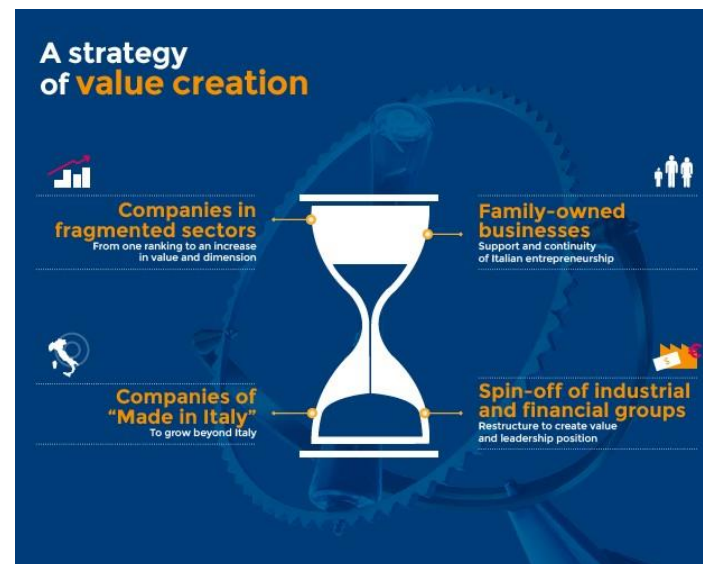 A strategy
of value creation
Companies in
fragmented sectors
From one ranking to an increase
in value and dimension
Family-owned
businesses
Support and continuity
of Italian entrepreneurship
Companies of
“Made in Italy”
To grow beyond Italy
Spin-off of industrial
and financial groups
Restructure to create value
and leadership position
$
€